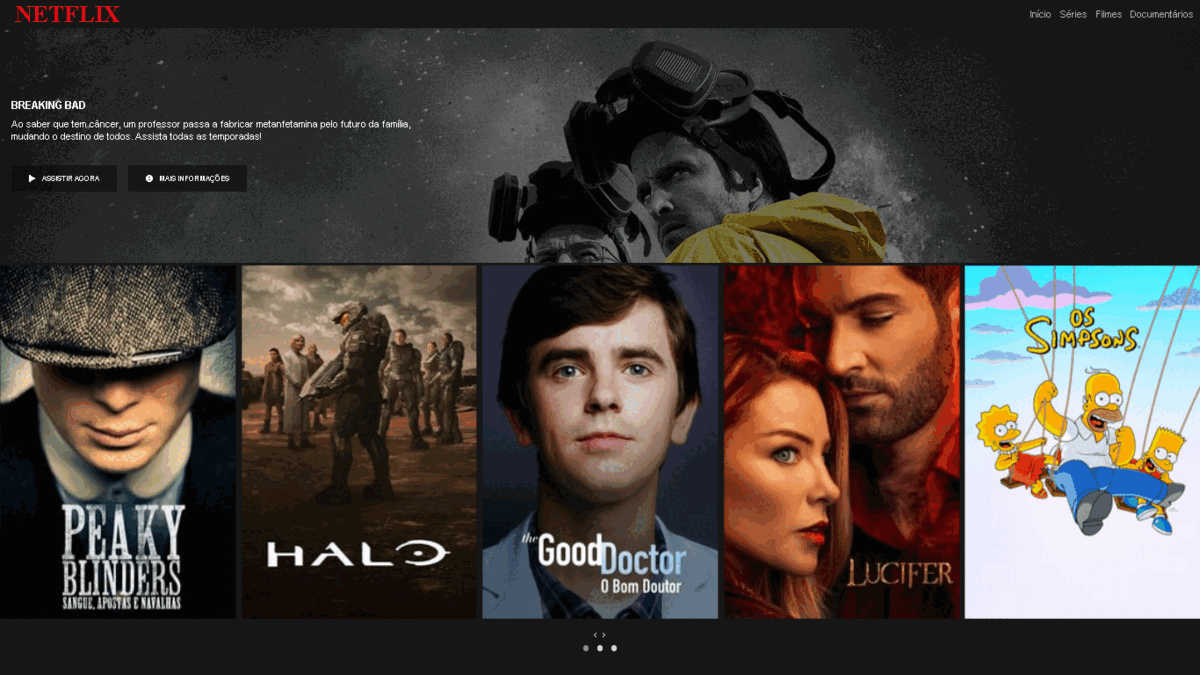 NETFLIX
Início Séries Filmes Documentários
BREAKING BAD
Ao saber que tem câncer, um professor passa a fabricar metanfetamina pelo futuro da família,
mudando o destino de todos. Assista todas as temporadas!
ASSISTIR AGORA MAIS INFORMAÇÕES
PEAKY
BLINDERS
SANGUE, APOSTAS E NAVALHAS
HALO
the Good Doctor
O Bom Doutor
LUCIFER
OS
SIMPSONS